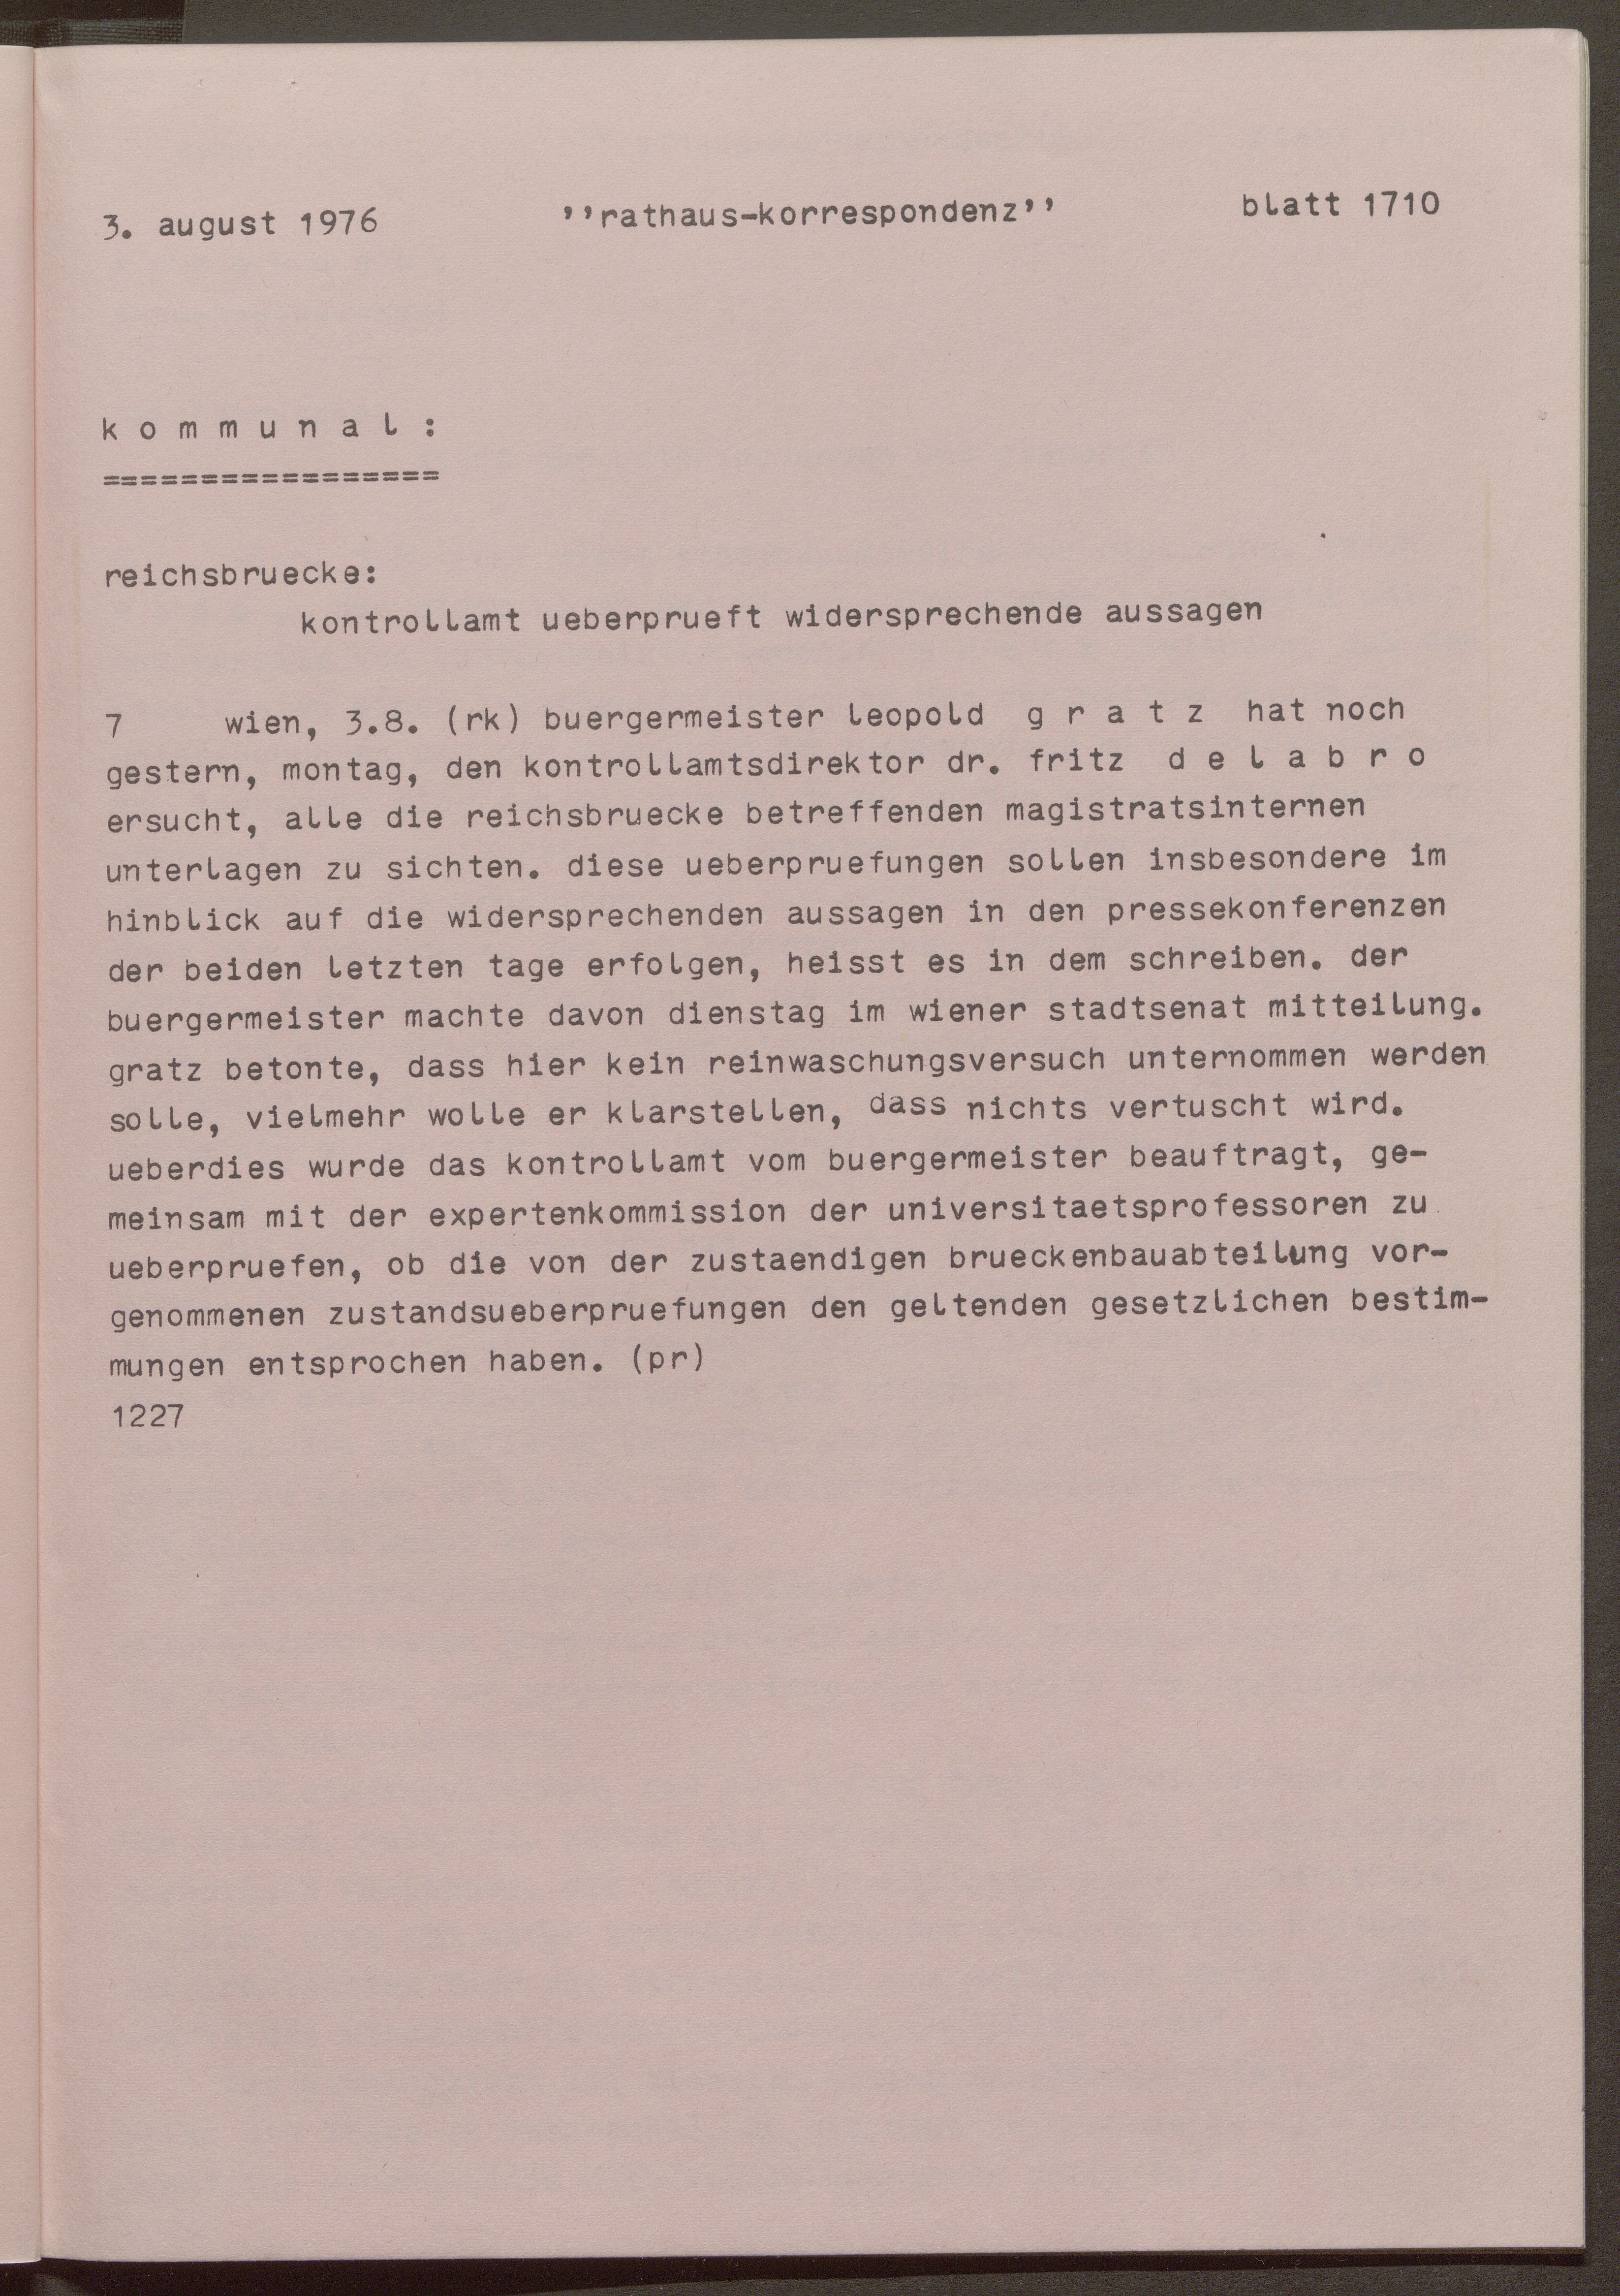 3. august 1976 ’’rathaus-korrespondenz’’ blatt 1710
k o m m u n a l :
=================
reichsbruecke:
kontrollamt ueberprueft widersprechende aussagen
7 wien, 3.8. (rk) buergermeister leopold g r a t z hat noch
gestern, montag, den kontrollamtsdirektor dr. fritz d e l a b r o
ersucht, alle die reichsbruecke betreffenden magistratsinternen
unterlagen zu sichten. diese ueberpruefungen sollen insbesondere im
hinblick auf die widersprechenden aussagen in den pressekonferenzen
der beiden letzten tage erfolgen, heisst es in dem schreiben. der
buergermeister machte davon dienstag im wiener stadtsenat mitteilung.
gratz betonte, dass hier kein reinwaschungsversuch unternommen werden
solle, vielmehr wolle er klarstellen, dass nichts vertuscht wird.
ueberdies wurde das kontrollamt vom buergermeister beauftragt, ge-
meinsam mit der expertenkommission der universitaetsprofessoren zu
ueberpruefen, ob die von der zustaendigen brueckenbauabteilung vor-
genommenen zustandsueberpruefungen den geltenden gesetzlichen bestim-
mungen entsprochen haben. (pr)
1227